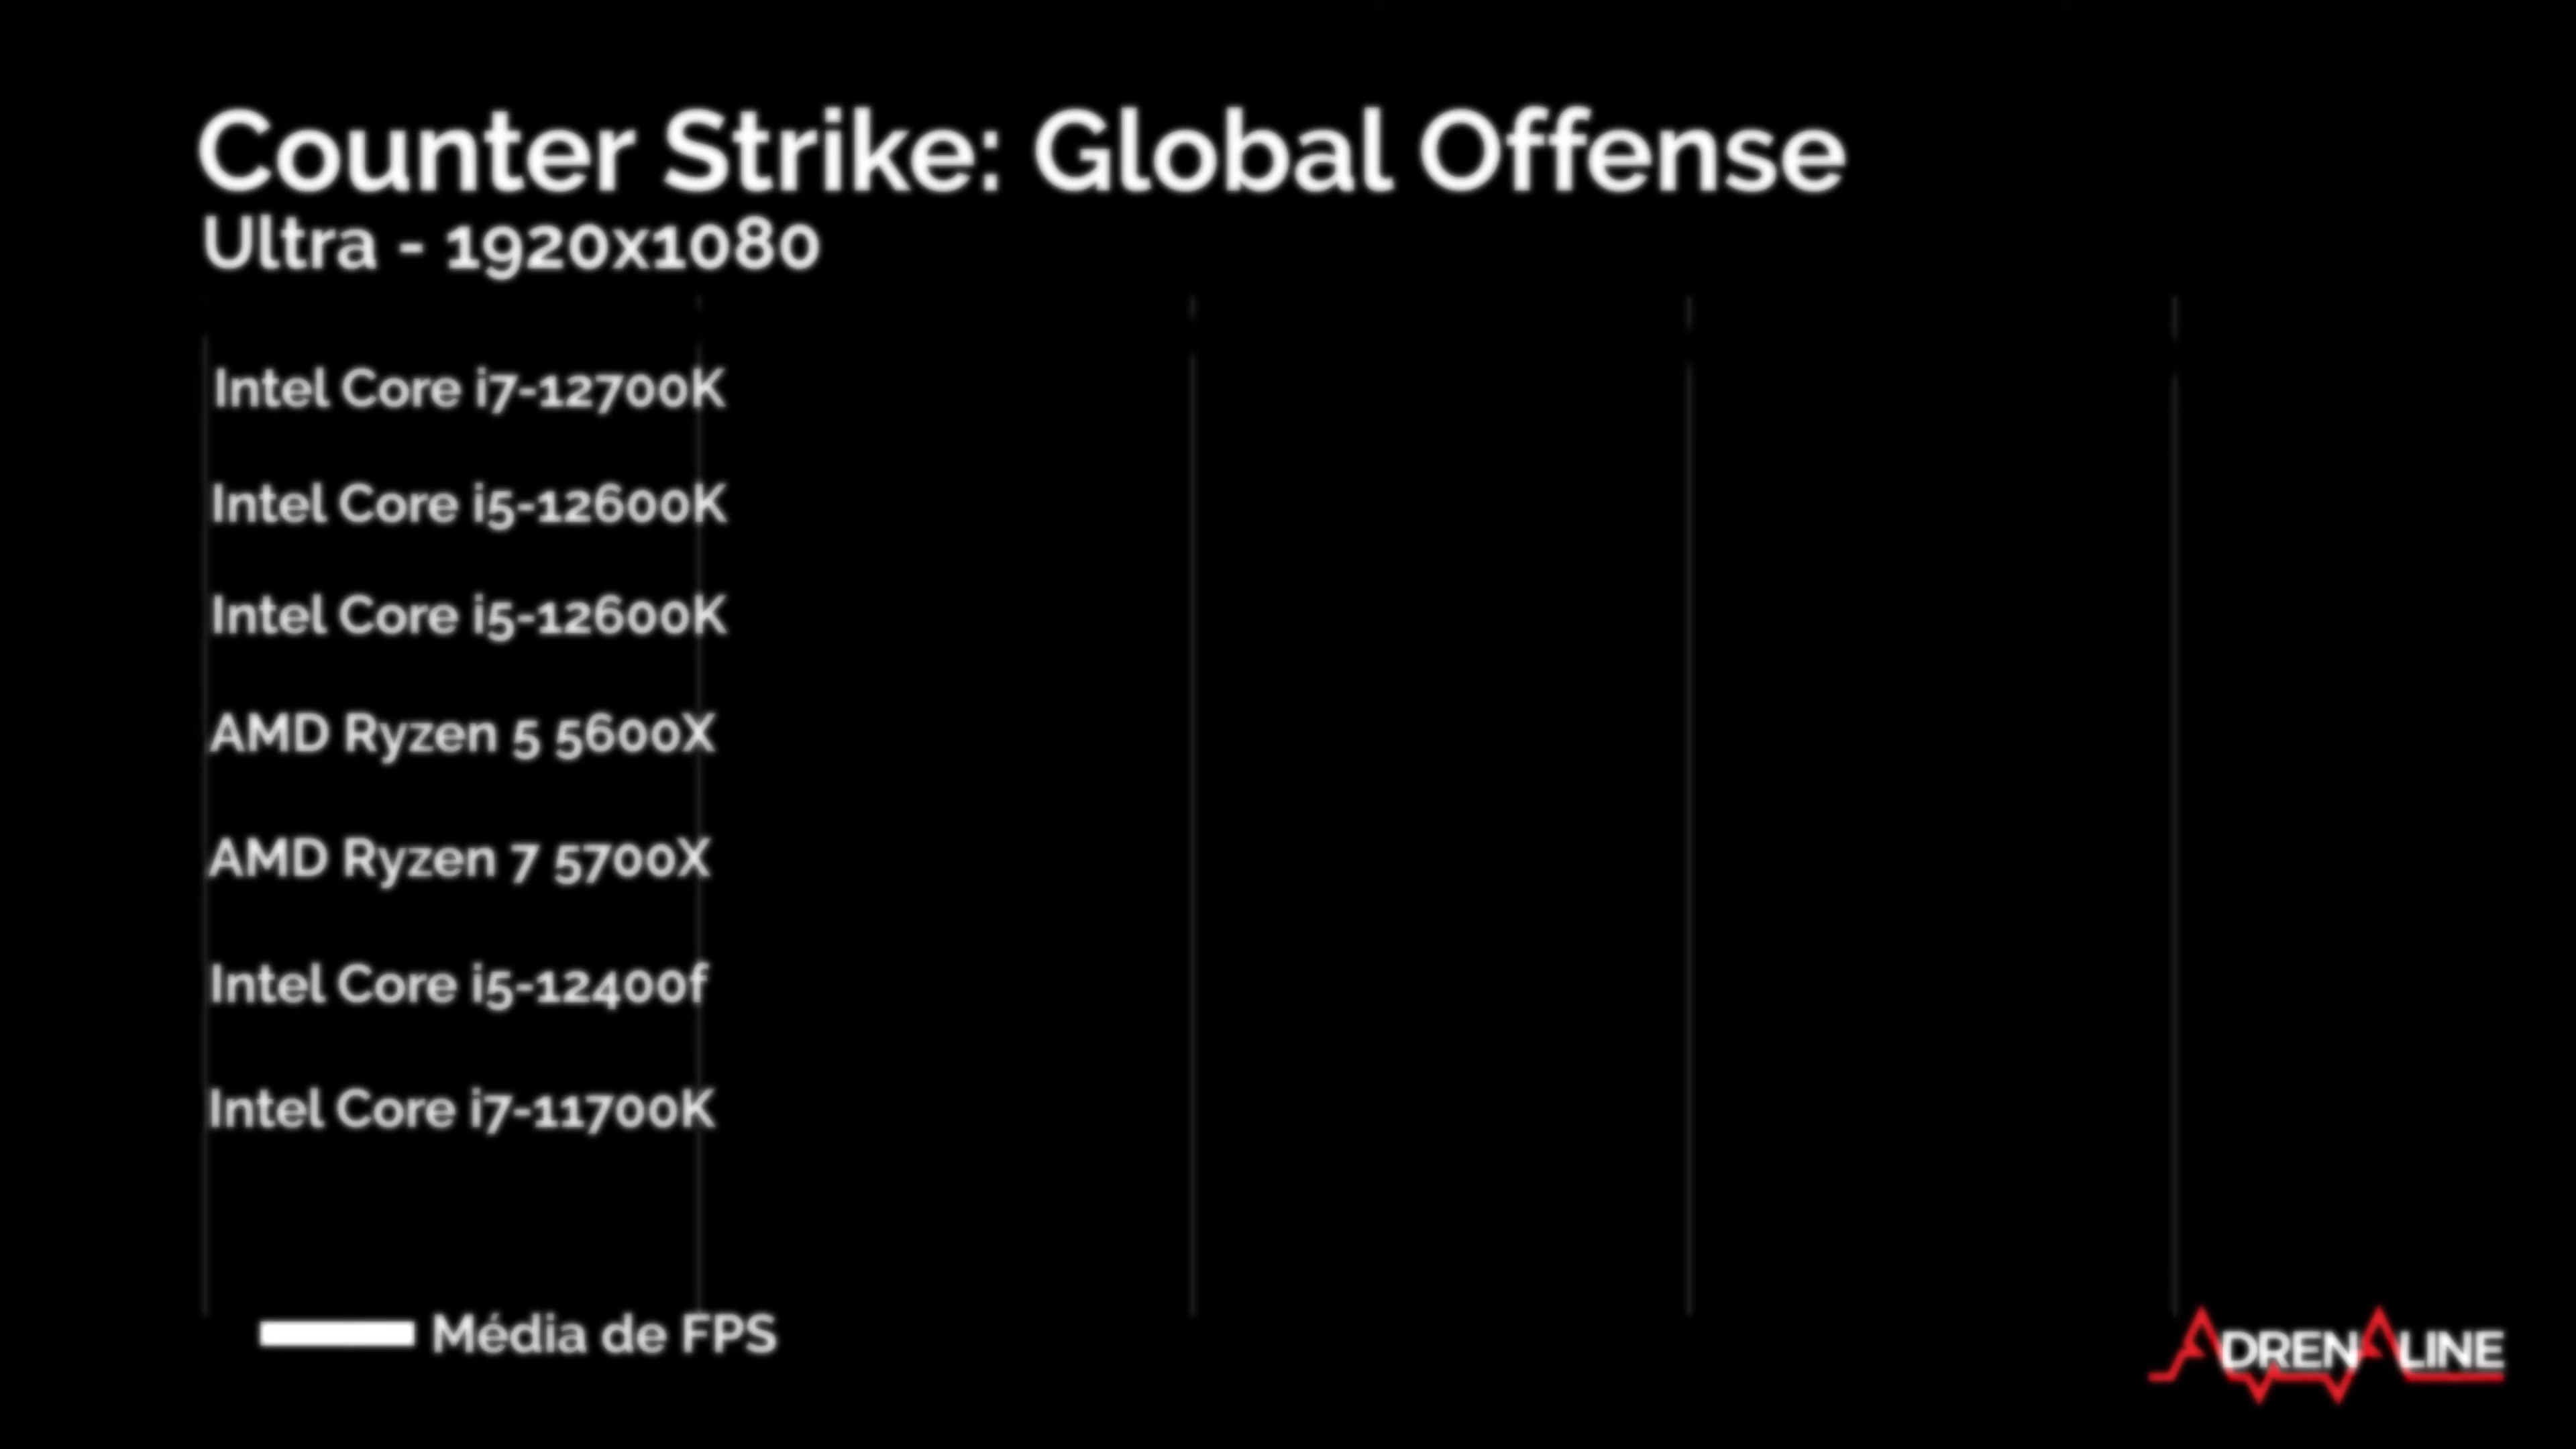 Counter Strike: Global Offense
Ultra - 1920x1080
Intel Core i7-12700K
Intel Core i5-12600K
Intel Core i5-12600K
AMD Ryzen 5 5600X
AMD Ryzen 7 5700X
Intel Core i5-12400f
Intel Core i7-11700K
Média de FPS
ADRENALINE